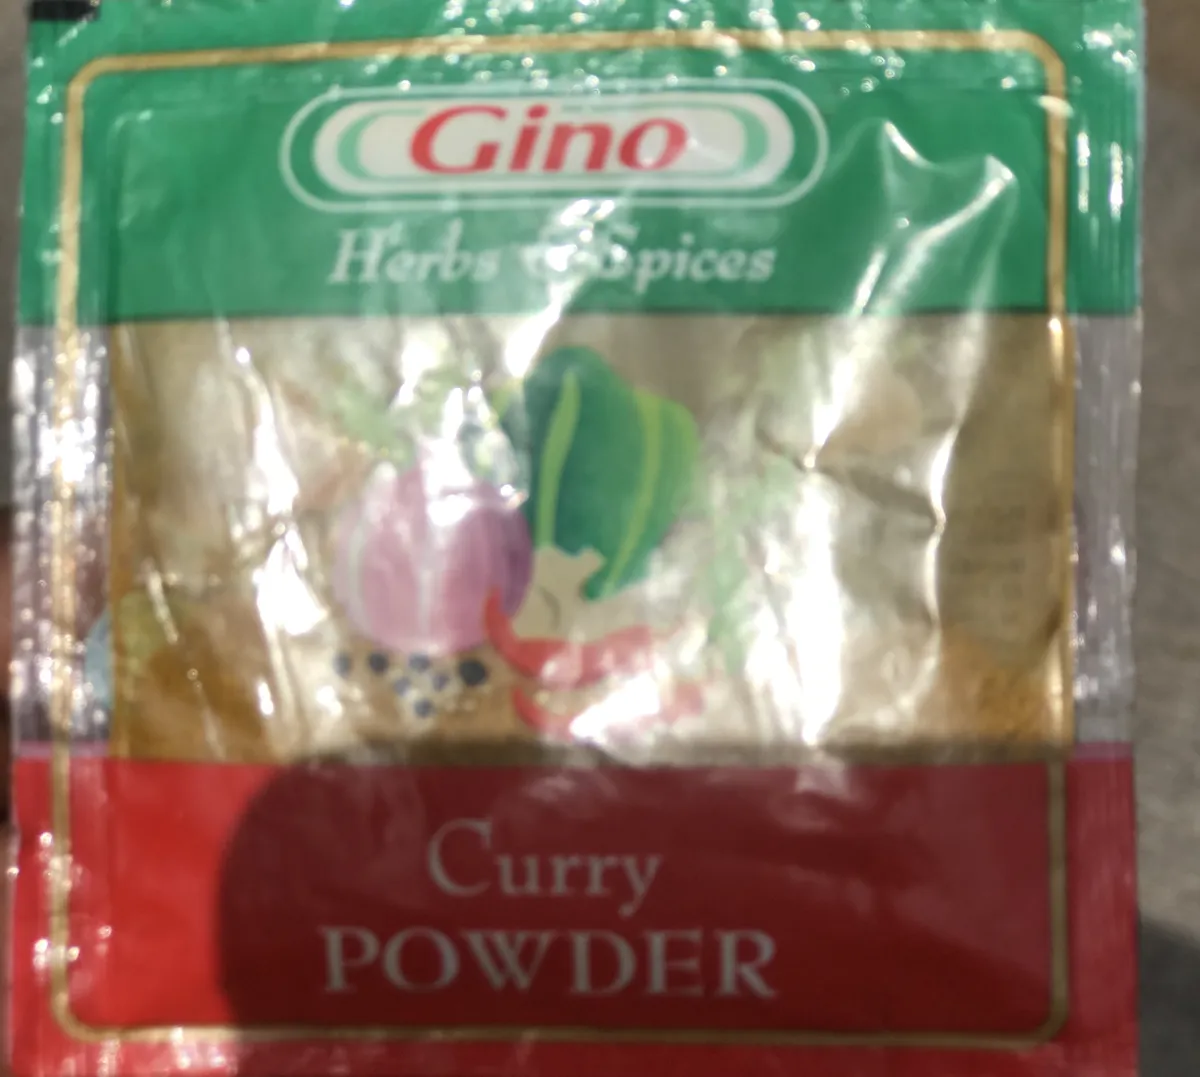 Gino
Herbs & Spices
Curry
POWDER